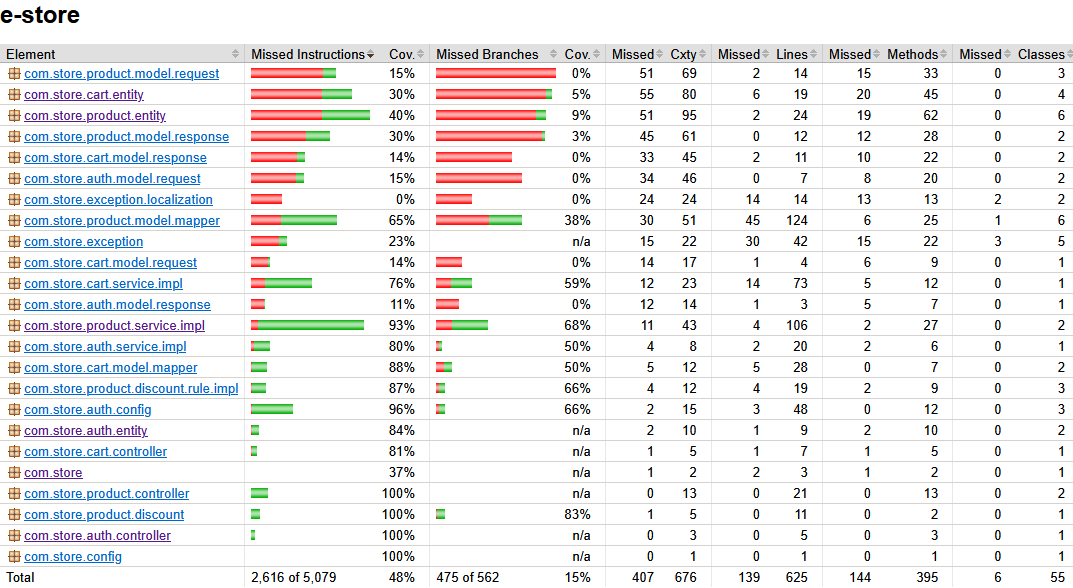 e-store
Element Missed Instructions Cov. Missed Branches Cov. Missed Cxty Missed Lines Missed Methods Missed Classes
com.store.product.model.request 15% 0% 51 69 2 14 15 33 0 3
com.store.cart.entity 30% 5% 55 80 6 19 20 45 0 4
com.store.product.entity 40% 9% 51 95 2 24 19 62 0 6
com.store.product.model.response 30% 3% 45 61 0 12 12 28 0 2
com.store.cart.model.response 14% 0% 33 45 2 11 10 22 0 2
com.store.auth.model.request 15% 0% 34 46 0 7 8 20 0 2
com.store.exception.localization 0% 0% 24 24 14 14 13 13 2 2
com.store.product.model.mapper 65% 38% 30 51 45 124 6 25 1 6
com.store.exception 23% n/a 15 22 30 42 15 22 3 5
com.store.cart.model.request 14% 0% 14 17 1 4 6 9 0 1
com.store.cart.service.impl 76% 59% 12 23 14 73 5 12 0 1
com.store.auth.model.response 11% 0% 12 14 1 3 5 7 0 1
com.store.product.service.impl 93% 68% 11 43 4 106 2 27 0 2
com.store.auth.service.impl 80% 50% 4 8 2 20 2 6 0 1
com.store.cart.model.mapper 88% 50% 5 12 5 28 0 7 0 1
com.store.product.discount.rule.impl 87% 66% 4 12 4 19 2 9 0 3
com.store.auth.config 96% 66% 2 15 3 48 0 12 0 3
com.store.auth.entity 84% n/a 2 10 1 9 2 10 0 2
com.store.cart.controller 81% n/a 1 5 1 7 1 5 0 1
com.store 37% n/a 1 2 2 3 1 2 0 1
com.store.product.controller 100% n/a 0 13 0 21 0 13 0 2
com.store.product.discount 100% 83% 1 5 0 11 0 2 0 1
com.store.auth.controller 100% n/a 0 3 0 5 0 3 0 1
com.store.config 100% n/a 0 1 0 1 0 1 0 1
Total 2,616 of 5,079 48% 475 of 562 15% 407 676 139 625 144 395 6 55